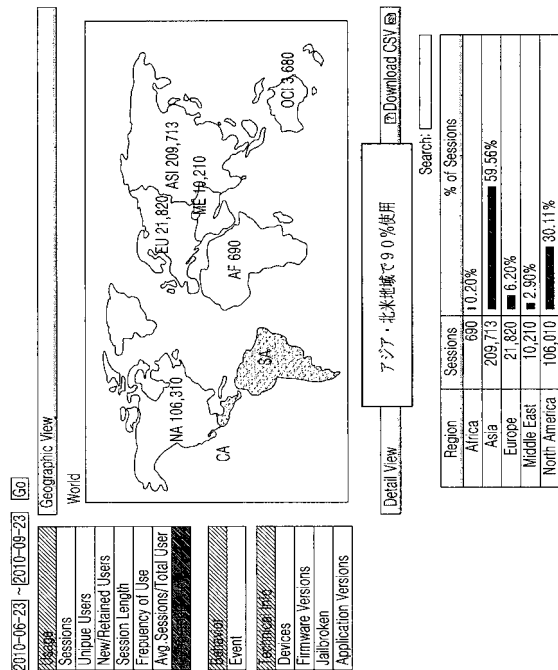 2010-06-23 ~ 2010-09-23 Go
Usage
Sessions
Unipue Users
New/Retained Users
Session Length
Frepuency of Use
Avg.Sessions/Total User
Behavior
Event
Technical Info
Devices
Firmware Versions
Jailbroken
Application Versions
Geographic View
World
NA 106,310
CA
SA
EU 21,820
ASI 209,713
ME 10,210
AF 690
OCI 3,680
アジア・北米地域で90%使用
Detail View
Download CSV
Search:
Region Sessions % of Sessions
Africa 690 0.20%
Asia 209,713 59.56%
Europe 21,820 6.20%
Middle East 10,210 2.90%
North America 106,010 30.11%